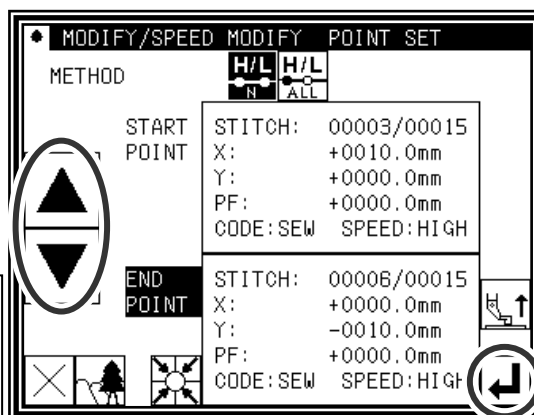 MODIFY/SPEED MODIFY POINT SET
METHOD
H/L N
H/L ALL
START POINT
STITCH: 00003/00015
X: +0010.0mm
Y: +0000.0mm
PF: +0000.0mm
CODE:SEW SPEED:HIGH
END POINT
STITCH: 00006/00015
X: +0000.0mm
Y: -0010.0mm
PF: +0000.0mm
CODE:SEW SPEED:HIGH